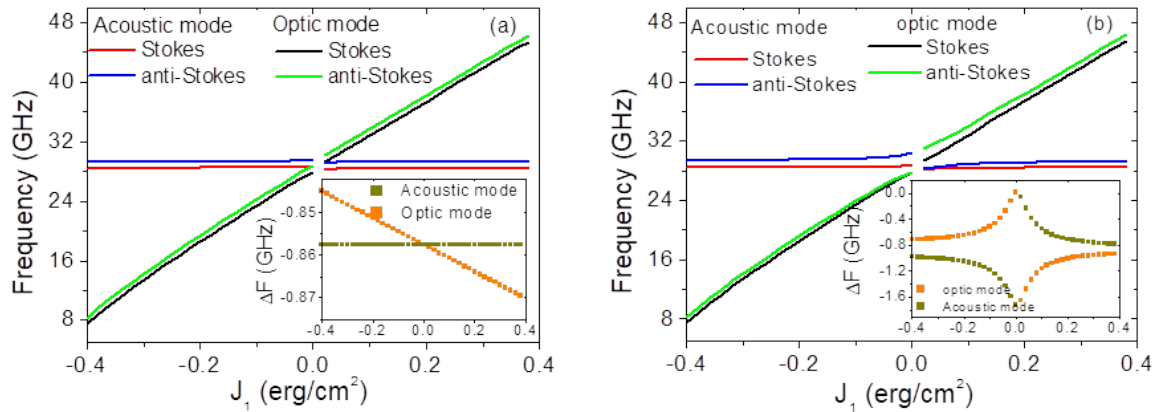 48
40
32
24
16
8
Frequency (GHz)
Acoustic mode Optic mode (a)
Stokes Stokes
anti-Stokes anti-Stokes
Acoustic mode
Optic mode
-0.85
-0.86
-0.87
ΔF (GHz)
-0.4 -0.2 0.0 0.2 0.4
-0.4 -0.2 0.0 0.2 0.4
J₁ (erg/cm²)
48
40
32
24
16
8
Frequency (GHz)
Acoustic mode optic mode (b)
Stokes Stokes
anti-Stokes anti-Stokes
0.0
-0.4
-0.8
-1.2
-1.6
ΔF (GHz)
optic mode
Acoustic mode
-0.4 -0.2 0.0 0.2 0.4
-0.4 -0.2 0.0 0.2 0.4
J₁ (erg/cm²)